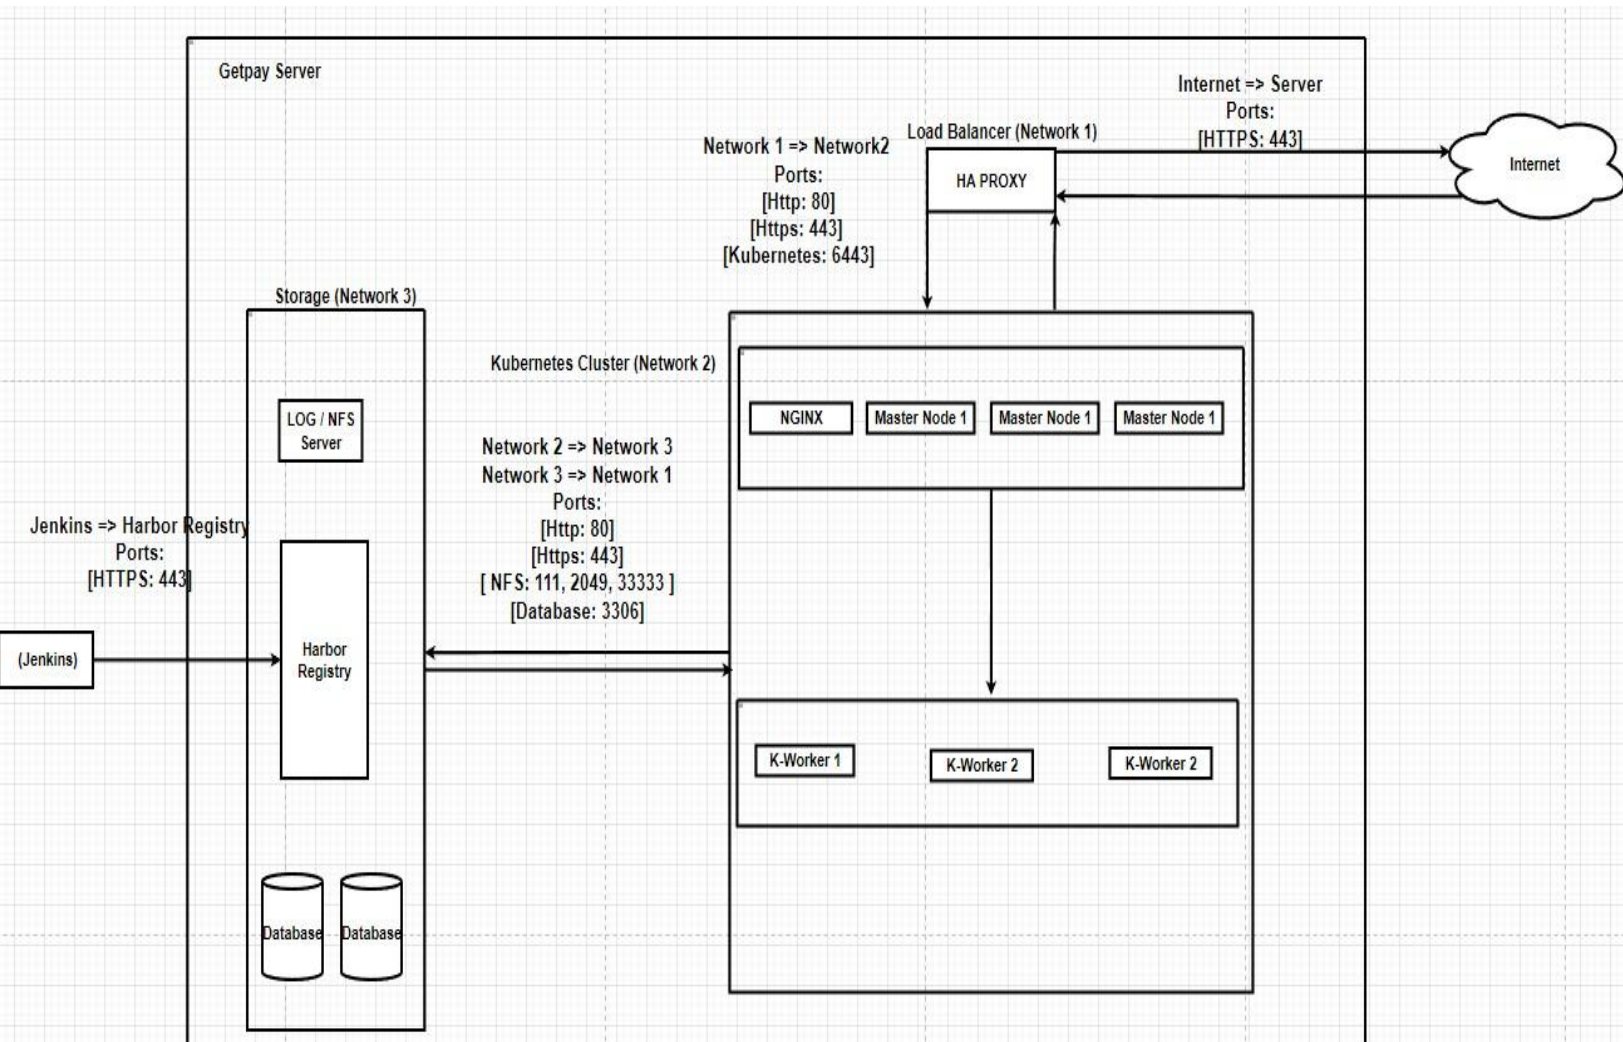 Getpay Server
Internet => Server
Ports:
[HTTPS: 443]
Load Balancer (Network 1)
HA PROXY
Internet
Network 1 => Network2
Ports:
[Http: 80]
[Https: 443]
[Kubernetes: 6443]
Storage (Network 3)
LOG / NFS
Server
Kubernetes Cluster (Network 2)
NGINX
Master Node 1
Master Node 1
Master Node 1
Network 2 => Network 3
Network 3 => Network 1
Ports:
[Http: 80]
[Https: 443]
[ NFS: 111, 2049, 33333 ]
[Database: 3306]
Jenkins => Harbor Registry
Ports:
[HTTPS: 443]
(Jenkins)
Harbor
Registry
K-Worker 1
K-Worker 2
K-Worker 2
Database
Database